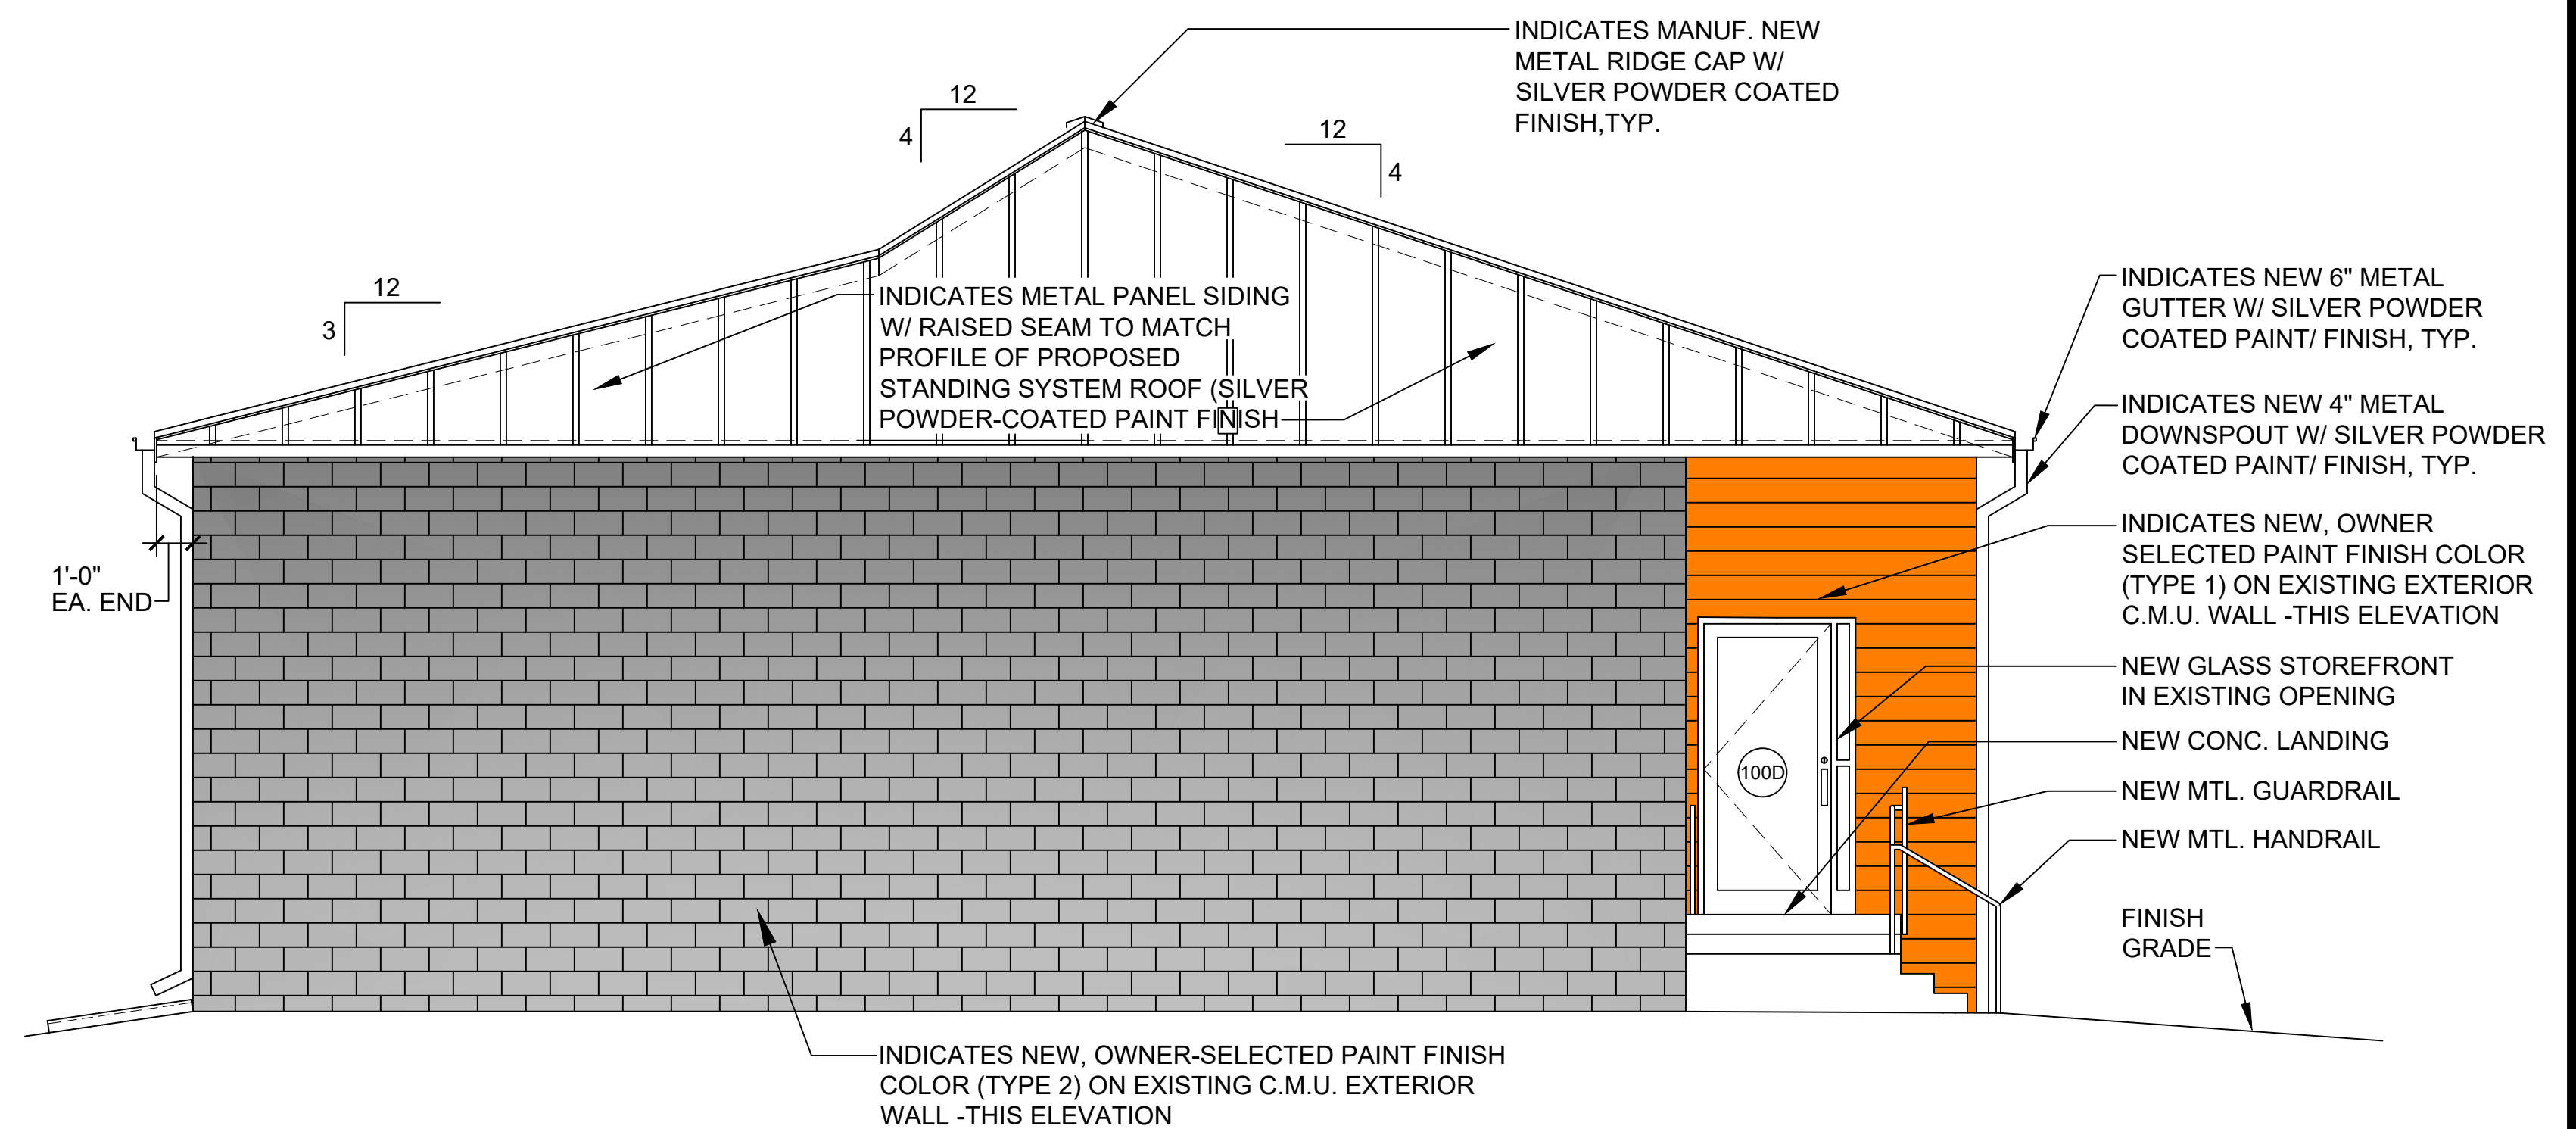 INDICATES MANUF. NEW
METAL RIDGE CAP W/
SILVER POWDER COATED
FINISH,TYP.
12
4
12
4
12
3
INDICATES METAL PANEL SIDING
W/ RAISED SEAM TO MATCH
PROFILE OF PROPOSED
STANDING SYSTEM ROOF (SILVER
POWDER-COATED PAINT FINISH
INDICATES NEW 6" METAL
GUTTER W/ SILVER POWDER
COATED PAINT/ FINISH, TYP.
INDICATES NEW 4" METAL
DOWNSPOUT W/ SILVER POWDER
COATED PAINT/ FINISH, TYP.
INDICATES NEW, OWNER
SELECTED PAINT FINISH COLOR
(TYPE 1) ON EXISTING EXTERIOR
C.M.U. WALL -THIS ELEVATION
1'-0"
EA. END
NEW GLASS STOREFRONT
IN EXISTING OPENING
100D
NEW CONC. LANDING
NEW MTL. GUARDRAIL
NEW MTL. HANDRAIL
FINISH
GRADE
INDICATES NEW, OWNER-SELECTED PAINT FINISH
COLOR (TYPE 2) ON EXISTING C.M.U. EXTERIOR
WALL -THIS ELEVATION